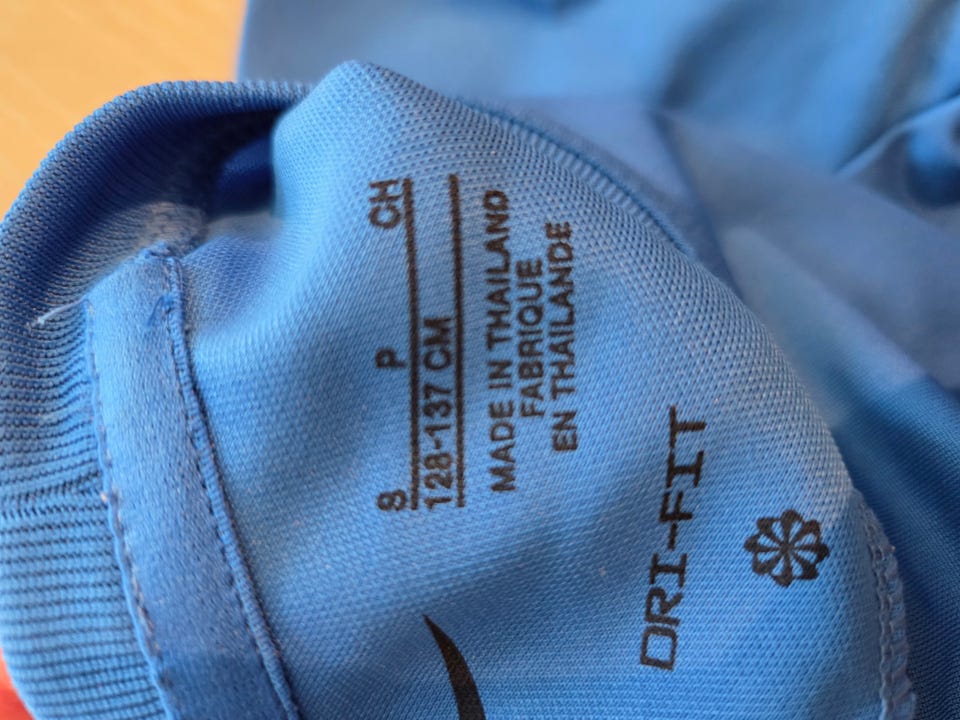 S P CH
128-137 CM
MADE IN THAILAND
FABRIQUE
EN THAILANDE
DRI-FIT